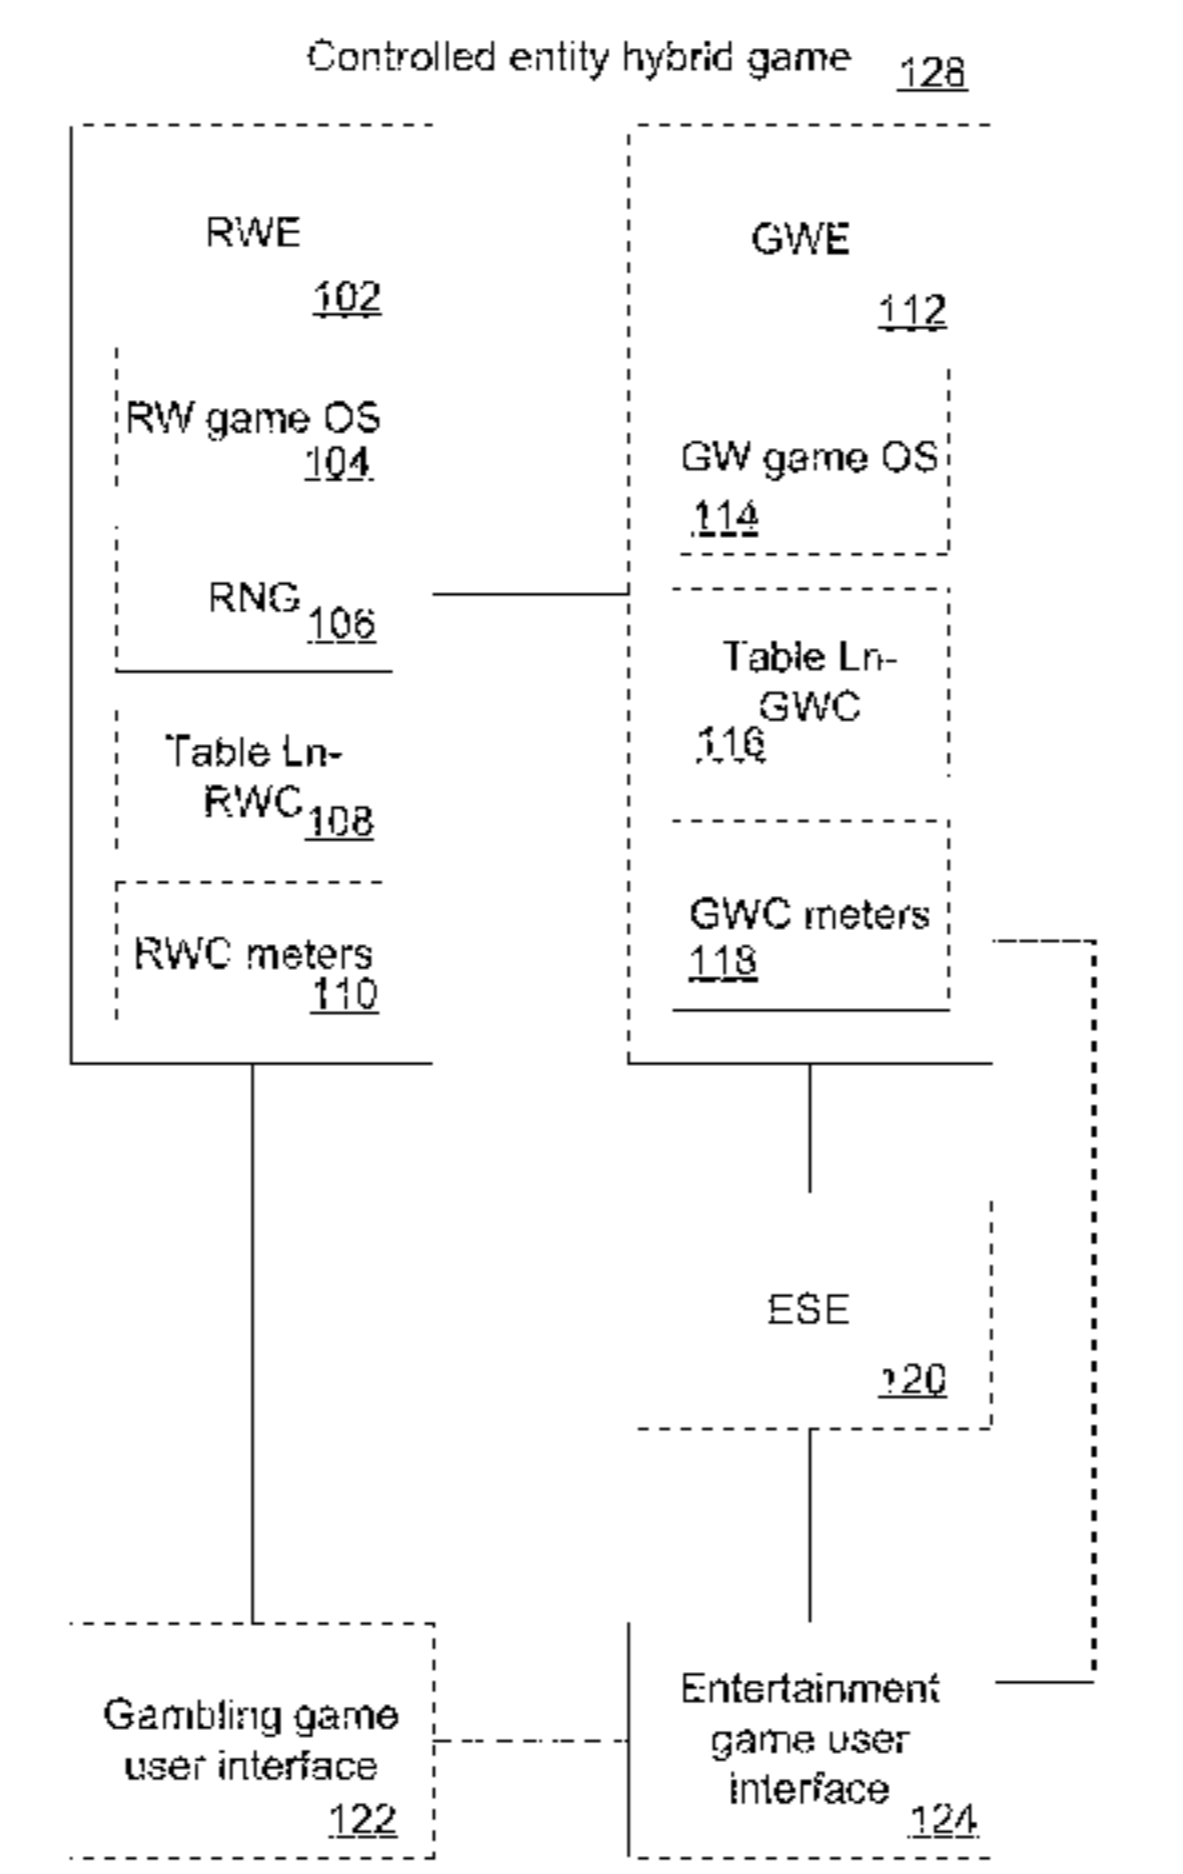 Controlled entity hybrid game 128
RWE
102
RW game OS
104
RNG
106
Table Ln-
RWC
108
RWC meters
110
GWE
112
GW game OS
114
Table Ln-
GWC
116
GWC meters
118
ESE
120
Gambling game
user interface
122
Entertainment
game user
interface
124